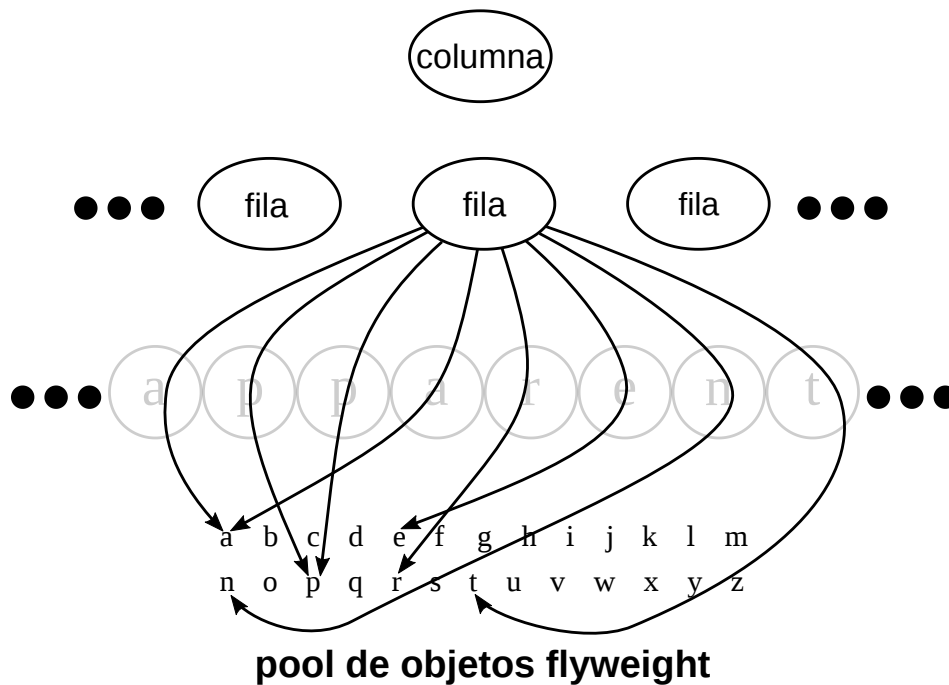 columna
fila fila fila
a p p a r e n t
a b c d e f g h i j k l m
n o p q r s t u v w x y z
pool de objetos flyweight